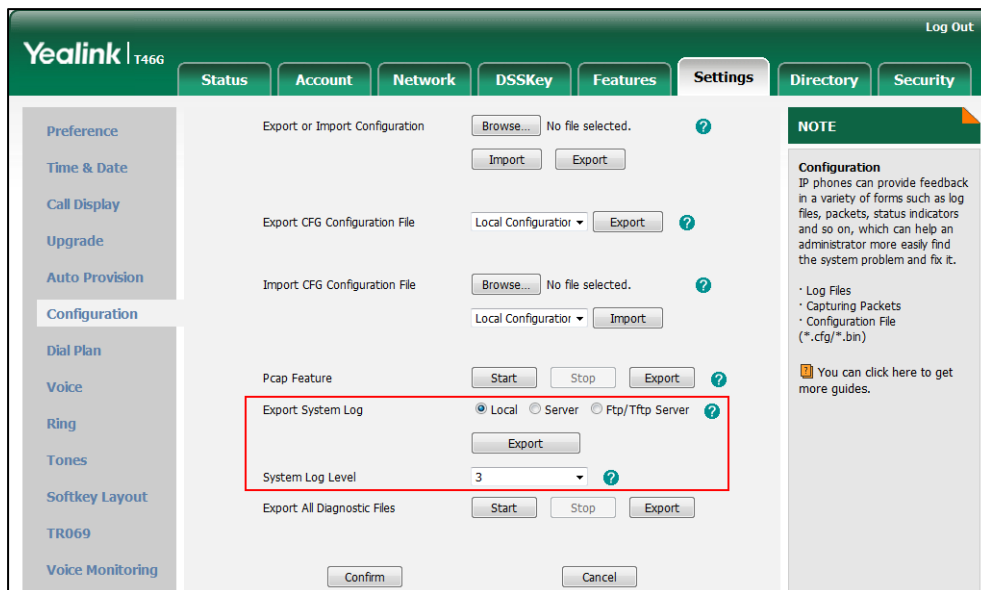 Log Out
Yealink T46G
Status Account Network DSSKey Features Settings Directory Security
Preference
Time & Date
Call Display
Upgrade
Auto Provision
Configuration
Dial Plan
Voice
Ring
Tones
Softkey Layout
TR069
Voice Monitoring
Export or Import Configuration Browse... No file selected. ?
Import Export
Export CFG Configuration File Local Configuration Export ?
Import CFG Configuration File Browse... No file selected. ?
Local Configuration Import
Pcap Feature Start Stop Export ?
Export System Log Local Server Ftp/Tftp Server ?
Export
System Log Level 3 ?
Export All Diagnostic Files Start Stop Export
Confirm Cancel
NOTE
Configuration
IP phones can provide feedback
in a variety of forms such as log
files, packets, status indicators
and so on, which can help an
administrator more easily find
the system problem and fix it.
· Log Files
· Capturing Packets
· Configuration File
(*.cfg/*.bin)
? You can click here to get
more guides.